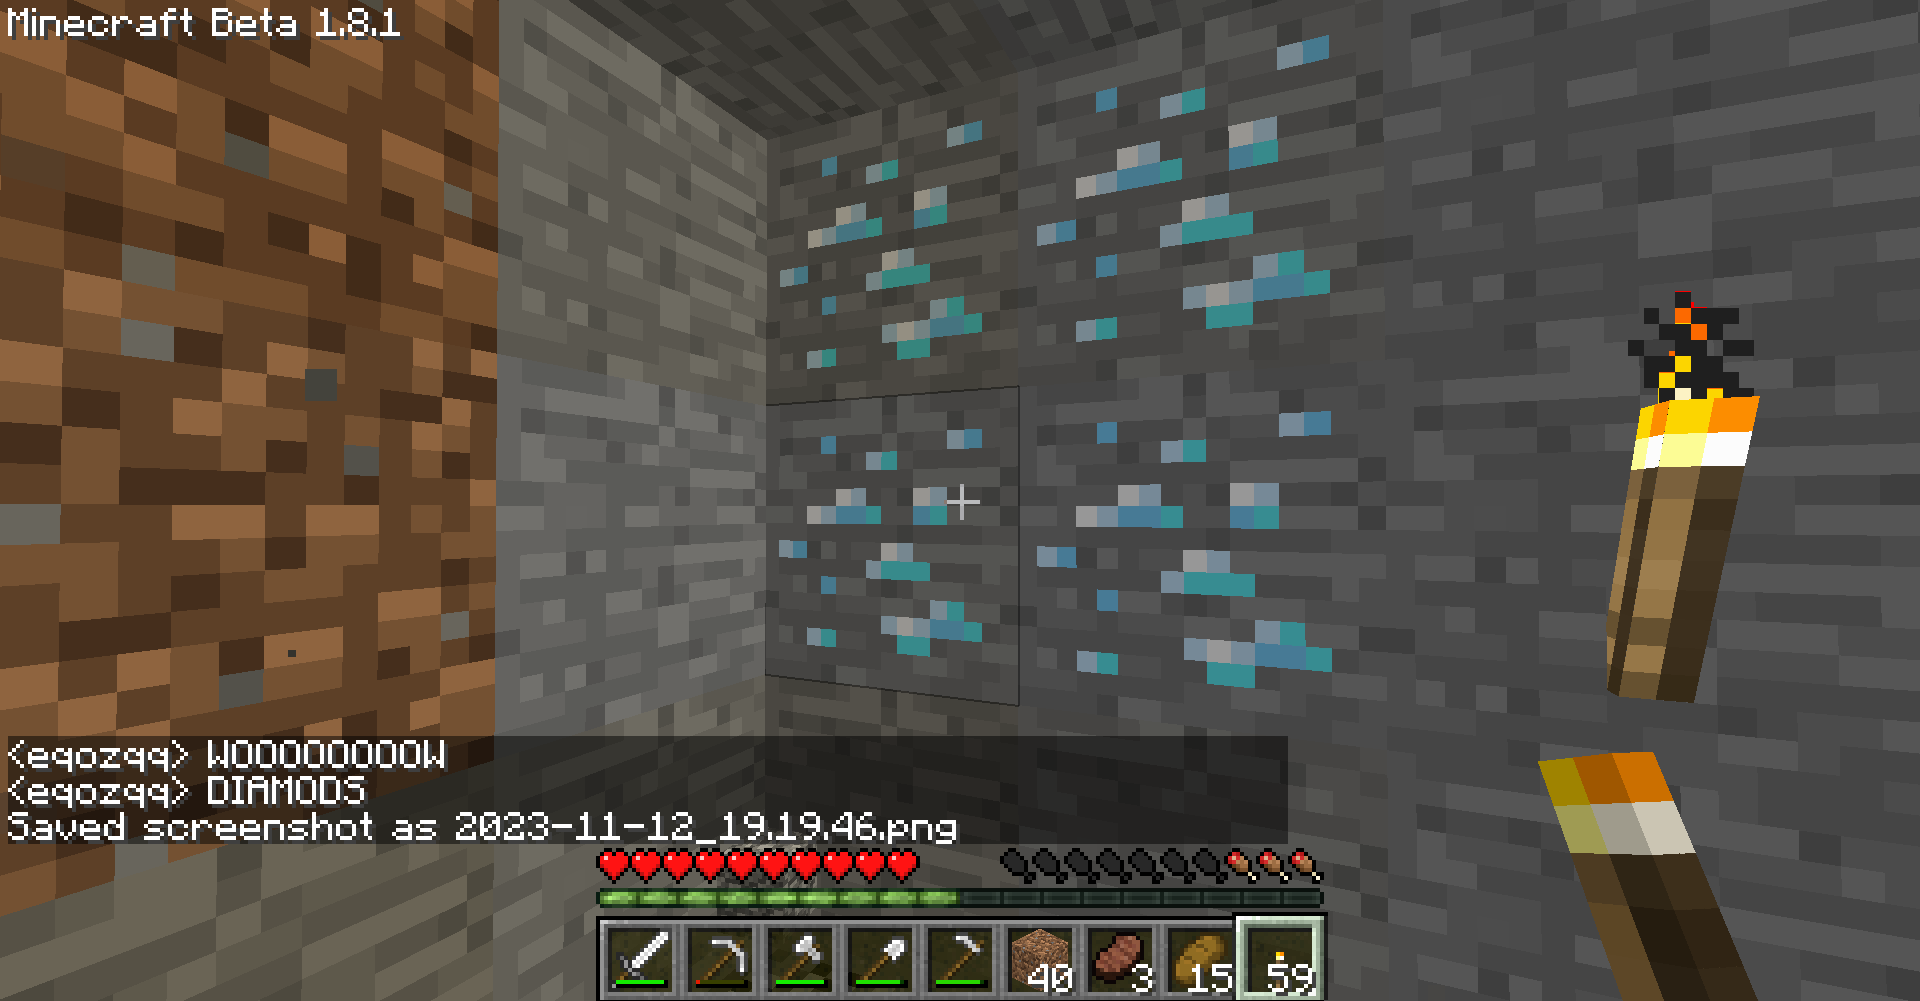 Minecraft Beta 1.8.1
<eqozqq> WOOOOOOOOW
<eqozqq> DIAMODS
Saved screenshot as 2023-11-12_19.19.46.png
40 3 15 59